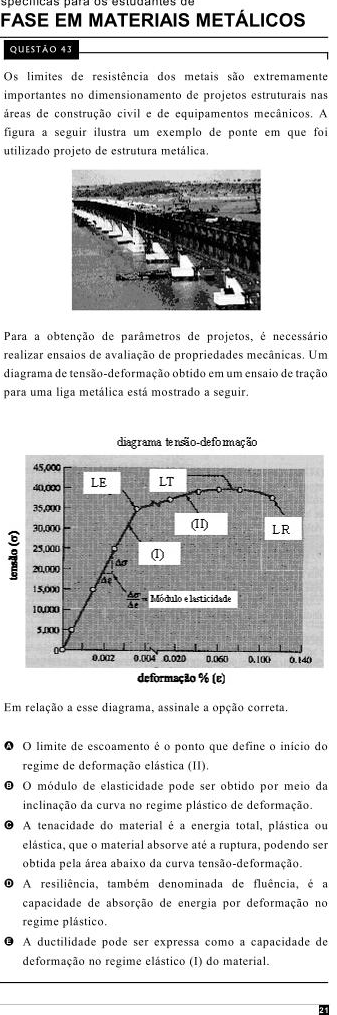 específicas para os estudantes de
FASE EM MATERIAIS METÁLICOS
QUESTÃO 43
Os limites de resistência dos metais são extremamente
importantes no dimensionamento de projetos estruturais nas
áreas de construção civil e de equipamentos mecânicos. A
figura a seguir ilustra um exemplo de ponte em que foi
utilizado projeto de estrutura metálica.
Para a obtenção de parâmetros de projetos, é necessário
realizar ensaios de avaliação de propriedades mecânicas. Um
diagrama de tensão-deformação obtido em um ensaio de tração
para uma liga metálica está mostrado a seguir.
diagrama tensão-deformação
45,000
40,000
35,000
30,000
25,000
20,000
15,000
10,000
5,000
0
tensão (σ)
LE
LT
(II)
LR
(I)
Δσ
Δε
Δσ/Δε = Módulo elasticidade
0.002 0.004 0.020 0.060 0.100 0.140
deformação % (ε)
Em relação a esse diagrama, assinale a opção correta.
A O limite de escoamento é o ponto que define o início do
regime de deformação elástica (II).
B O módulo de elasticidade pode ser obtido por meio da
inclinação da curva no regime plástico de deformação.
C A tenacidade do material é a energia total, plástica ou
elástica, que o material absorve até a ruptura, podendo ser
obtida pela área abaixo da curva tensão-deformação.
D A resiliência, também denominada de fluência, é a
capacidade de absorção de energia por deformação no
regime plástico.
E A ductilidade pode ser expressa como a capacidade de
deformação no regime elástico (I) do material.
21